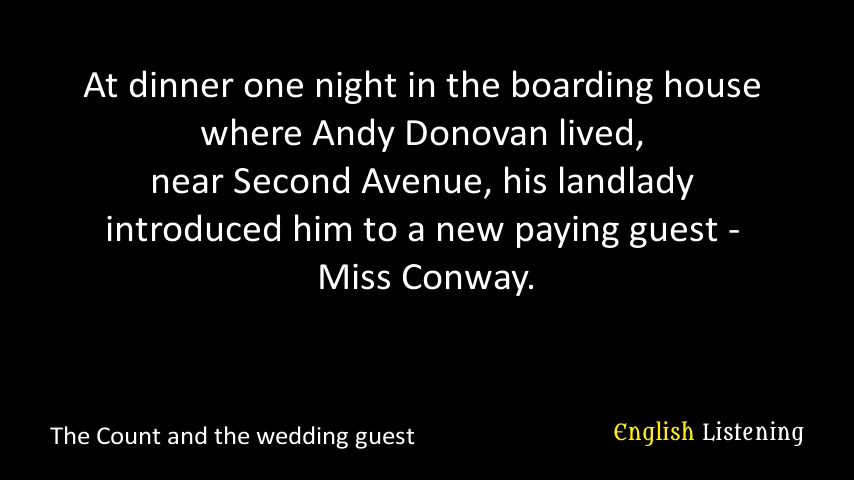 At dinner one night in the boarding house
where Andy Donovan lived,
near Second Avenue, his landlady
introduced him to a new paying guest -
Miss Conway.
The Count and the wedding guest
English Listening